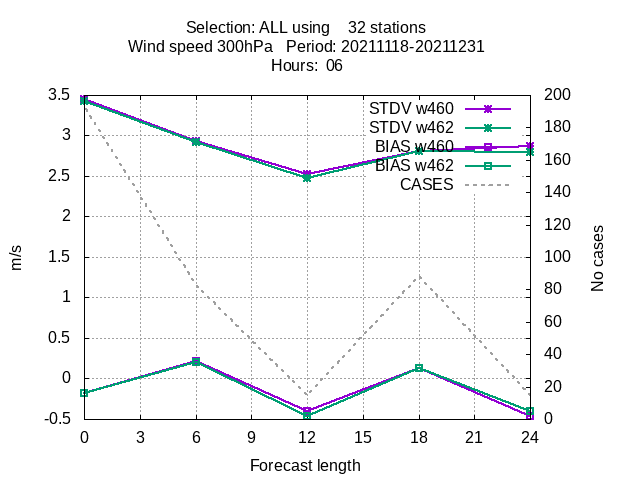 Selection: ALL using    32 stations
Wind speed 300hPa   Period: 20211118-20211231
Hours:  06
3.5
3
2.5
2
1.5
1
0.5
0
-0.5
m/s
200
180
160
140
120
100
80
60
40
20
0
No cases
STDV w460
STDV w462
BIAS w460
BIAS w462
CASES
0 3 6 9 12 15 18 21 24
Forecast length